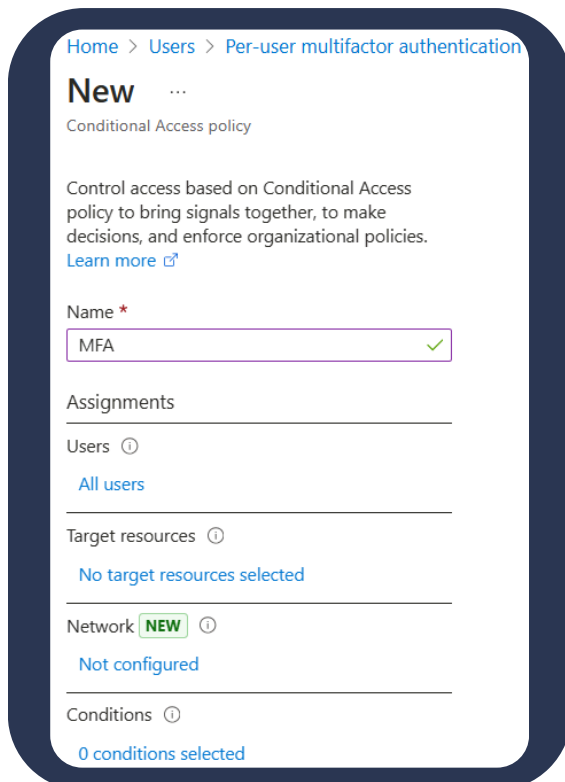 Home > Users > Per-user multifactor authentication
New ...
Conditional Access policy
Control access based on Conditional Access
policy to bring signals together, to make
decisions, and enforce organizational policies.
Learn more
Name *
MFA
Assignments
Users
All users
Target resources
No target resources selected
Network NEW
Not configured
Conditions
0 conditions selected